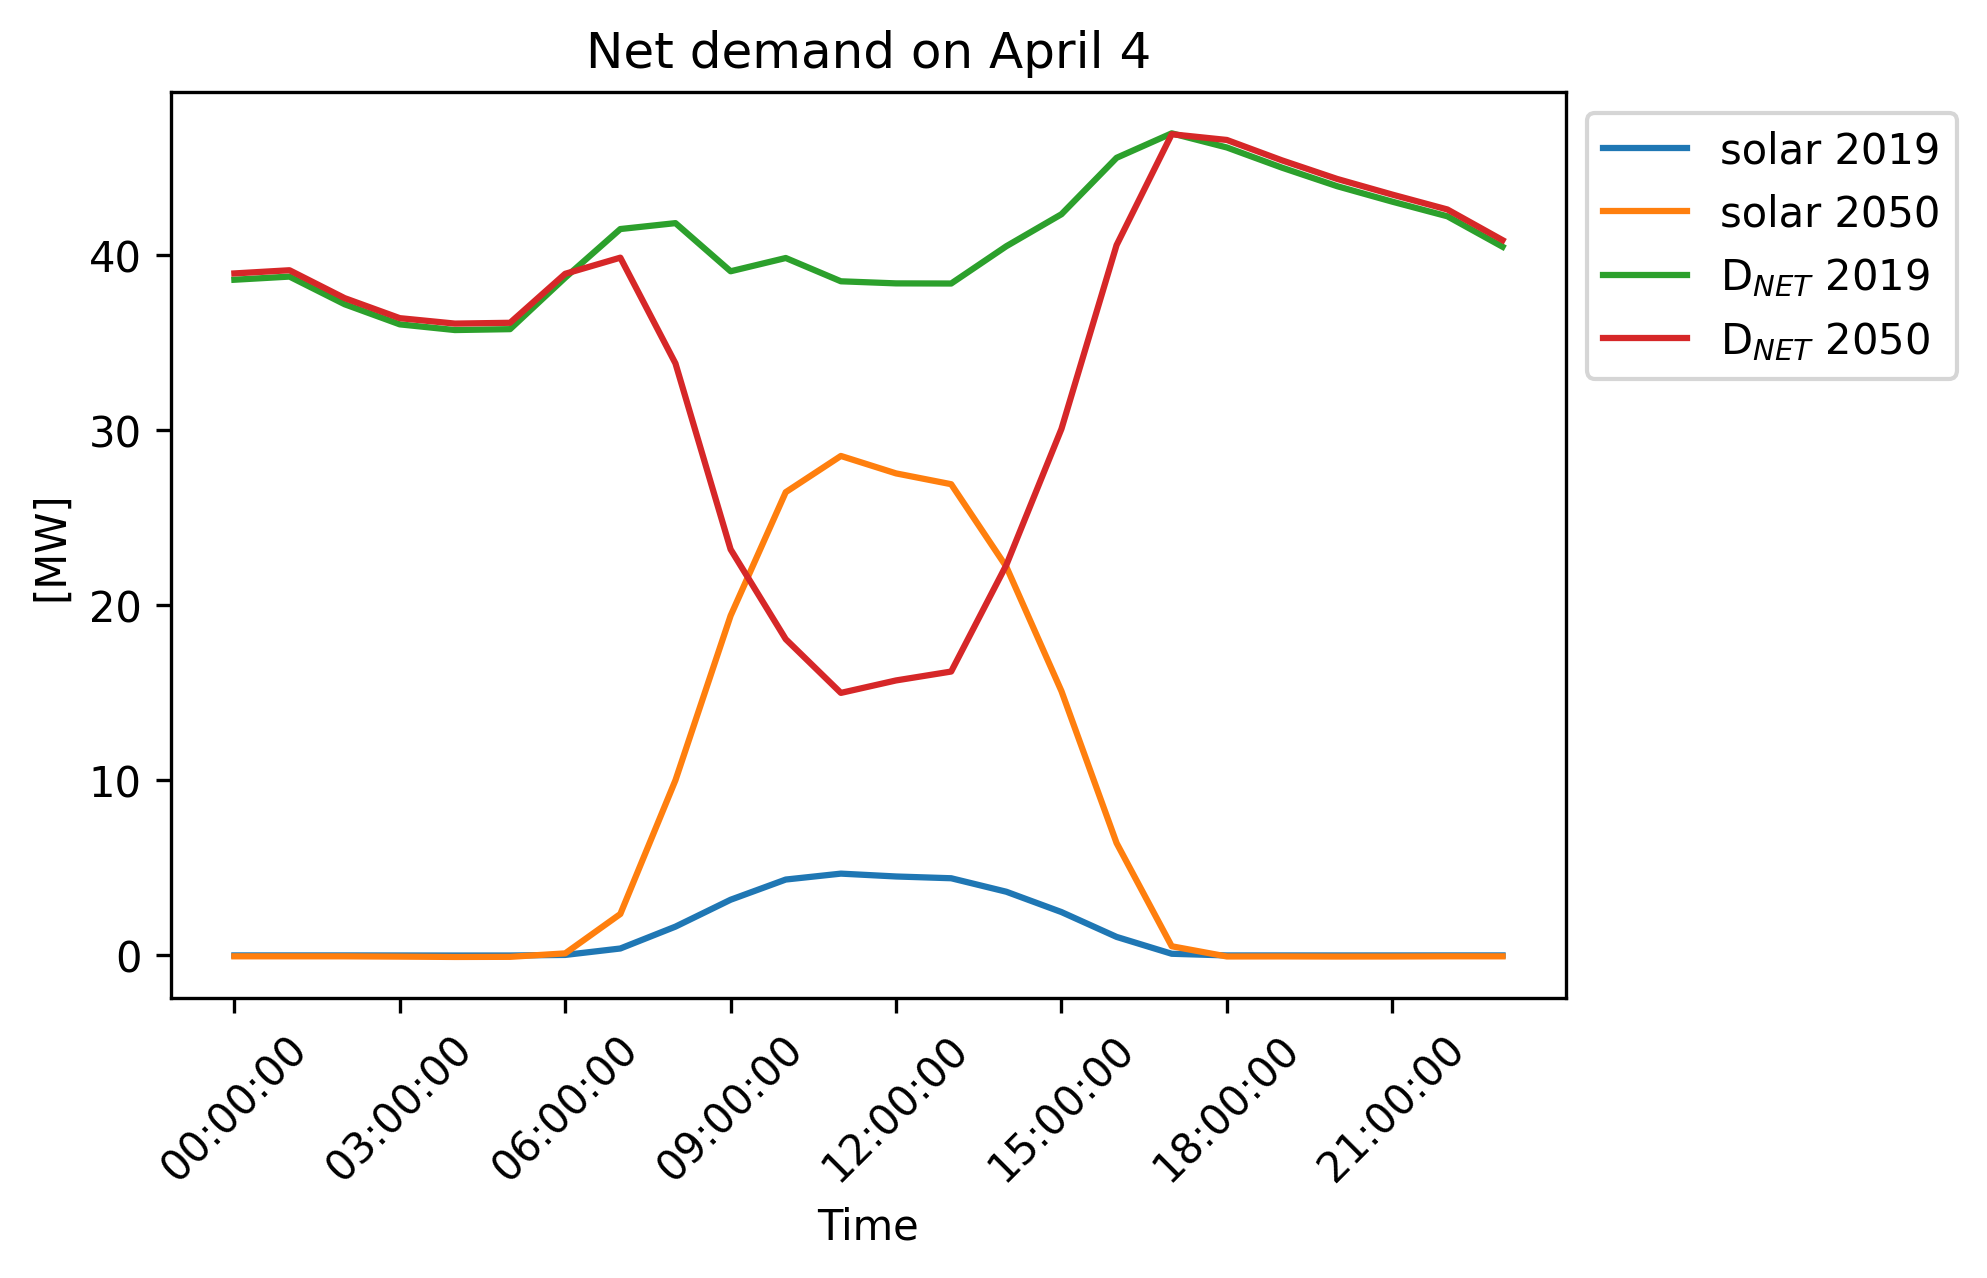 Net demand on April 4
solar 2019
solar 2050
D_NET 2019
D_NET 2050
[MW]
40
30
20
10
0
00:00:00
03:00:00
06:00:00
09:00:00
12:00:00
15:00:00
18:00:00
21:00:00
Time